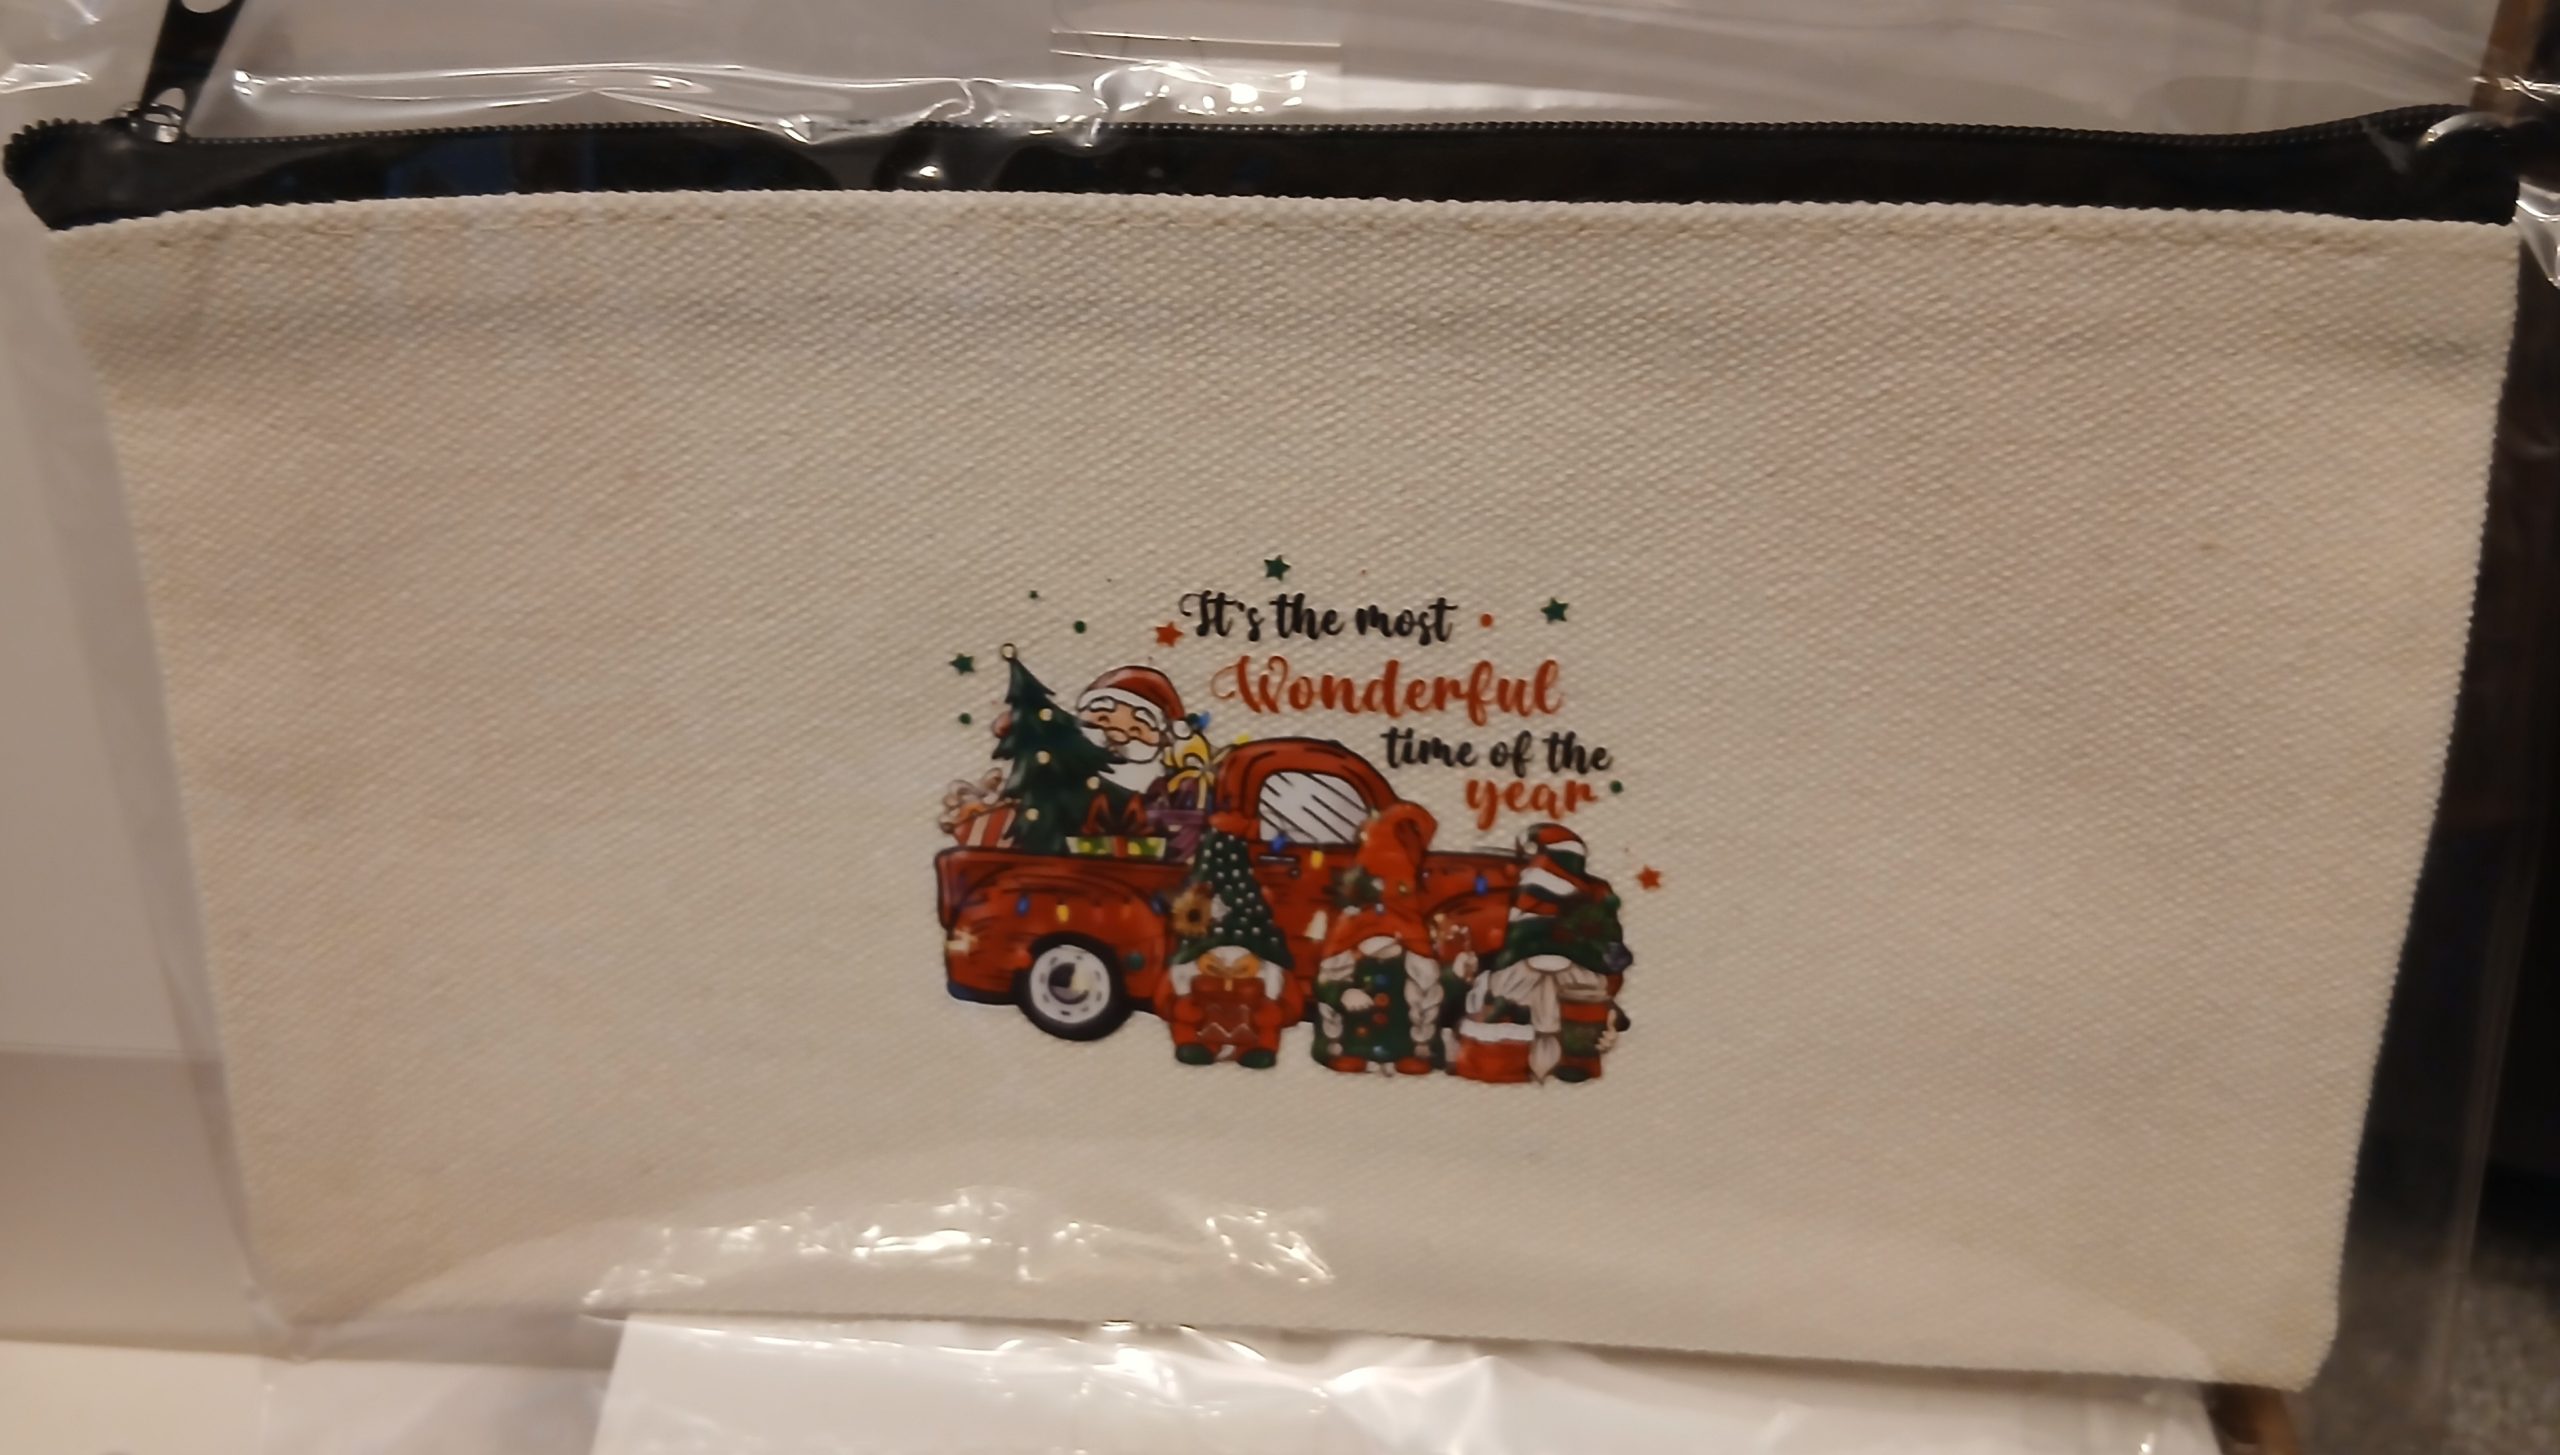 It's the most
Wonderful
time of the
year